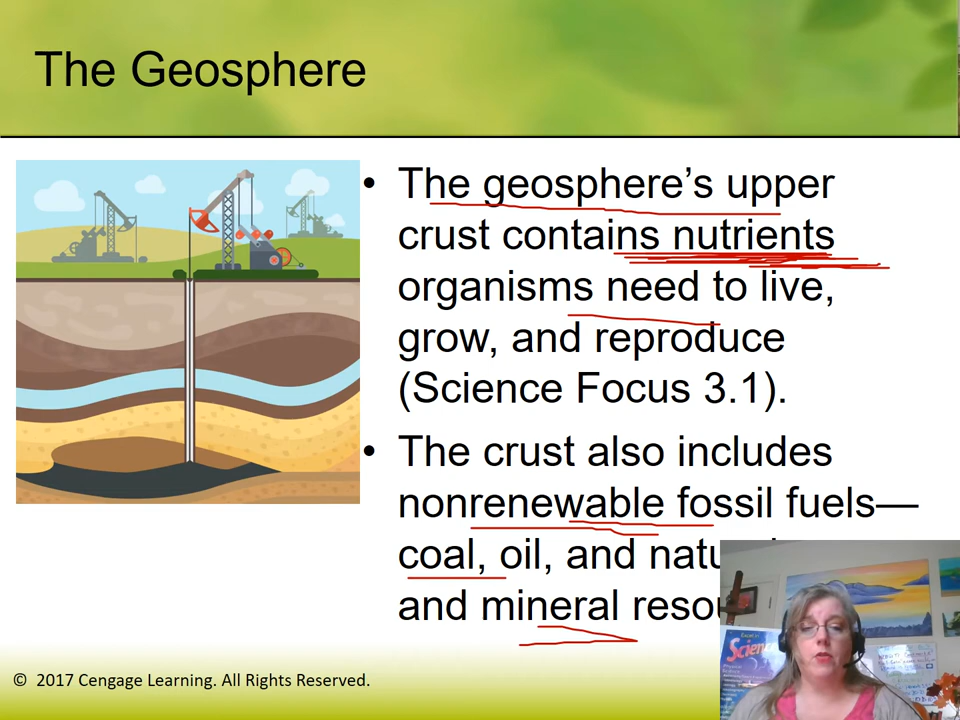 The Geosphere
• The geosphere’s upper
crust contains nutrients
organisms need to live,
grow, and reproduce
(Science Focus 3.1).
• The crust also includes
nonrenewable fossil fuels—
coal, oil, and natu
and mineral resou
Science
© 2017 Cengage Learning. All Rights Reserved.